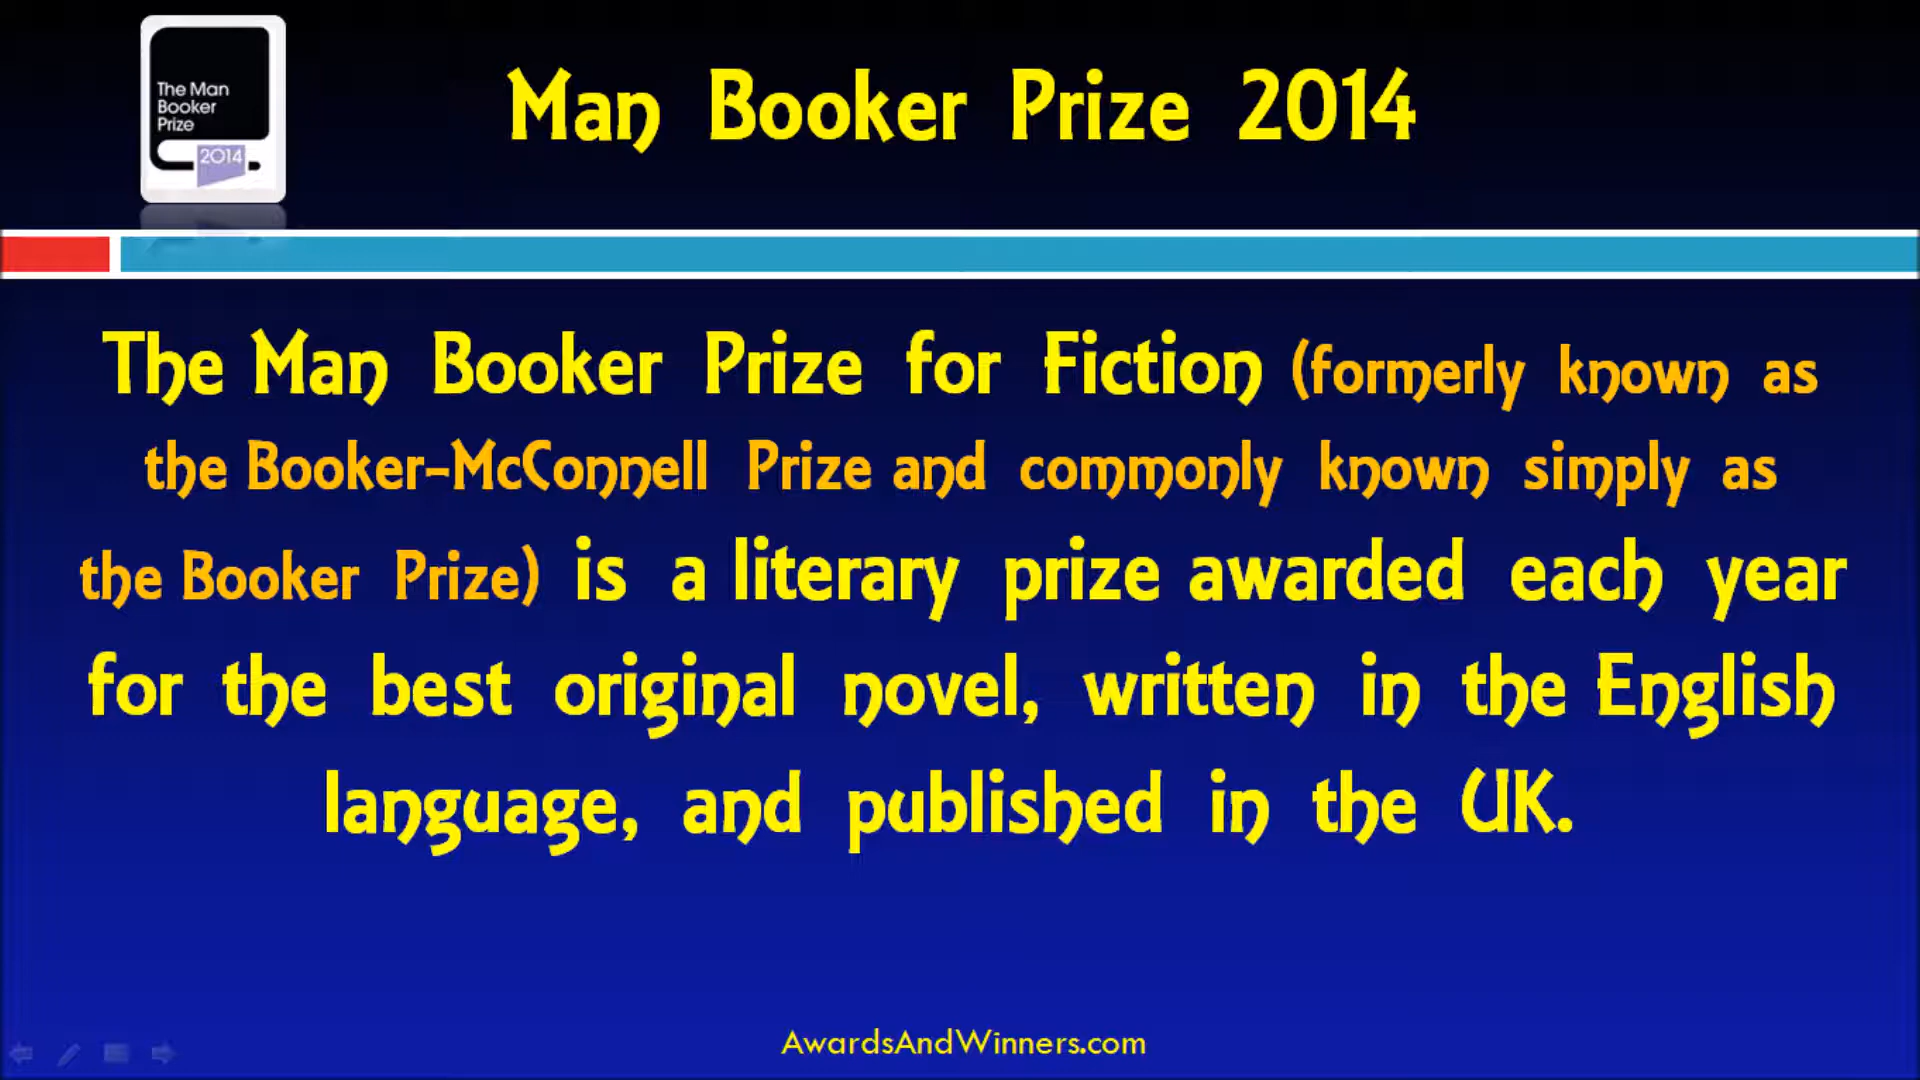 The Man
Booker
Prize
2014
Man Booker Prize 2014
The Man Booker Prize for Fiction (formerly known as
the Booker-McConnell Prize and commonly known simply as
the Booker Prize) is a literary prize awarded each year
for the best original novel, written in the English
language, and published in the UK.
AwardsAndWinners.com